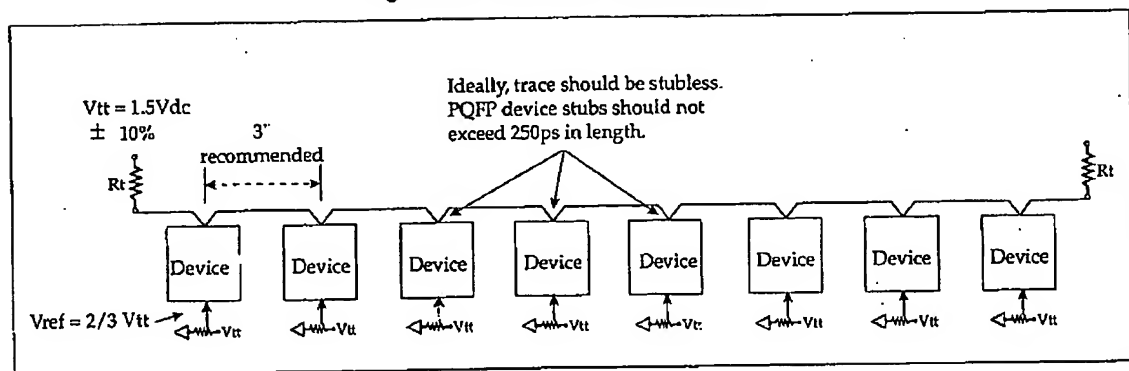 Ideally, trace should be stubless.
PQFP device stubs should not
exceed 250ps in length.
Vtt = 1.5Vdc
± 10%
3"
recommended
Rt
Rt
Device
Device
Device
Device
Device
Device
Device
Device
Vref = 2/3 Vtt
Vtt
Vtt
Vtt
Vtt
Vtt
Vtt
Vtt
Vtt